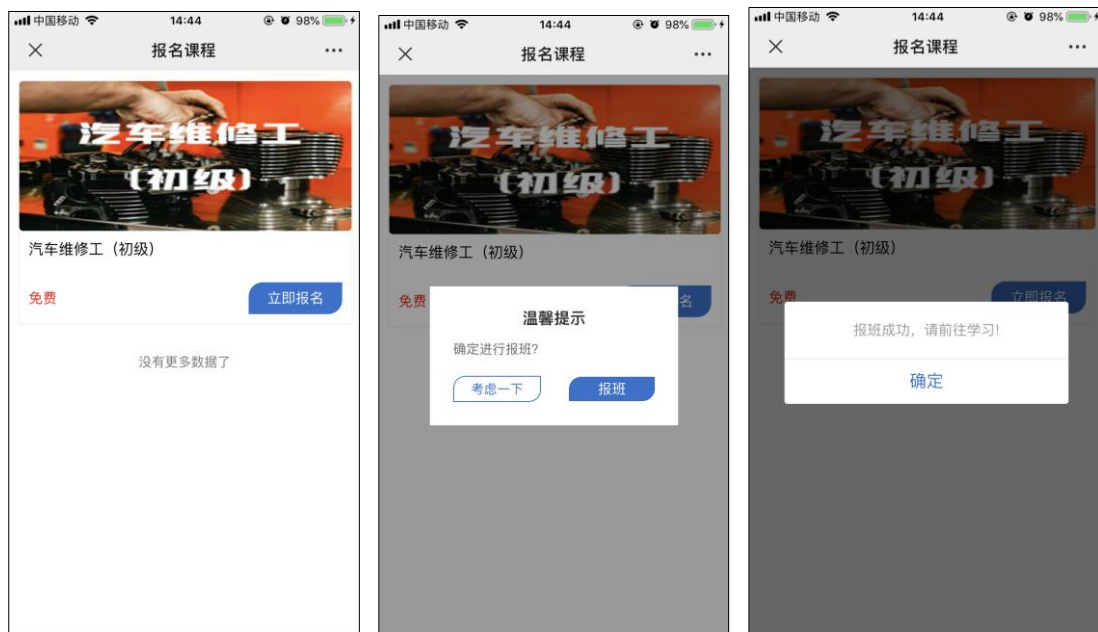 中国移动 14:44 98%
报名课程
汽车维修工
（初级）
汽车维修工（初级）
免费
立即报名
没有更多数据了
中国移动 14:44 98%
报名课程
汽车维修工
（初级）
汽车维修工（初级）
免费
名
温馨提示
确定进行报班?
考虑一下
报班
中国移动 14:44 98%
报名课程
汽车维修工
（初级）
汽车维修工（初级）
免费
立即报名
报班成功，请前往学习!
确定